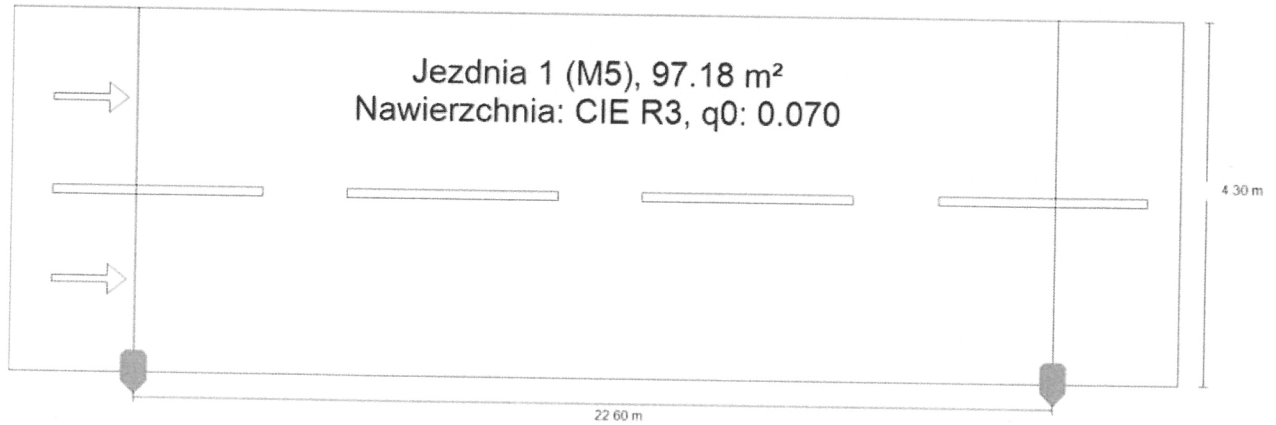 Jezdnia 1 (M5), 97.18 m²
Nawierzchnia: CIE R3, q0: 0.070
4.30 m
22.60 m